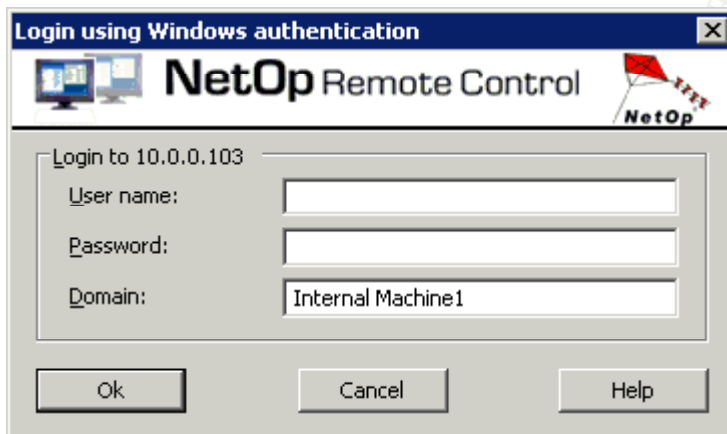 Login using Windows authentication
NetOp Remote Control
NetOp
Login to 10.0.0.103
User name:
Password:
Domain: Internal Machine1
Ok Cancel Help